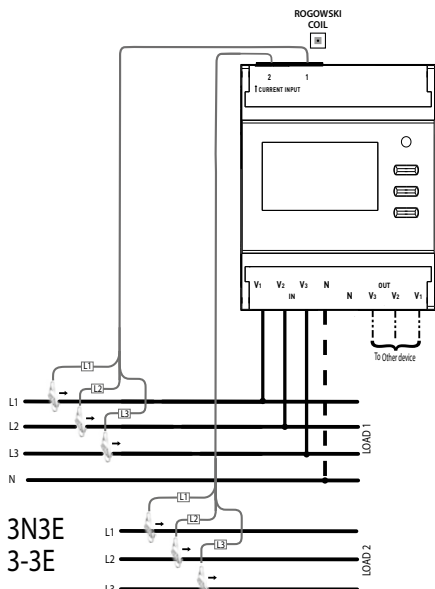 ROGOWSKI
COIL
2 1
CURRENT INPUT
V1 V2 V3 N OUT
IN N V3 V2 V1
To Other device
L1
L2
L1
L3
L2
L3
LOAD 1
N
L1
L2
3N3E
L1
L3
3-3E
L2
LOAD 2
L3